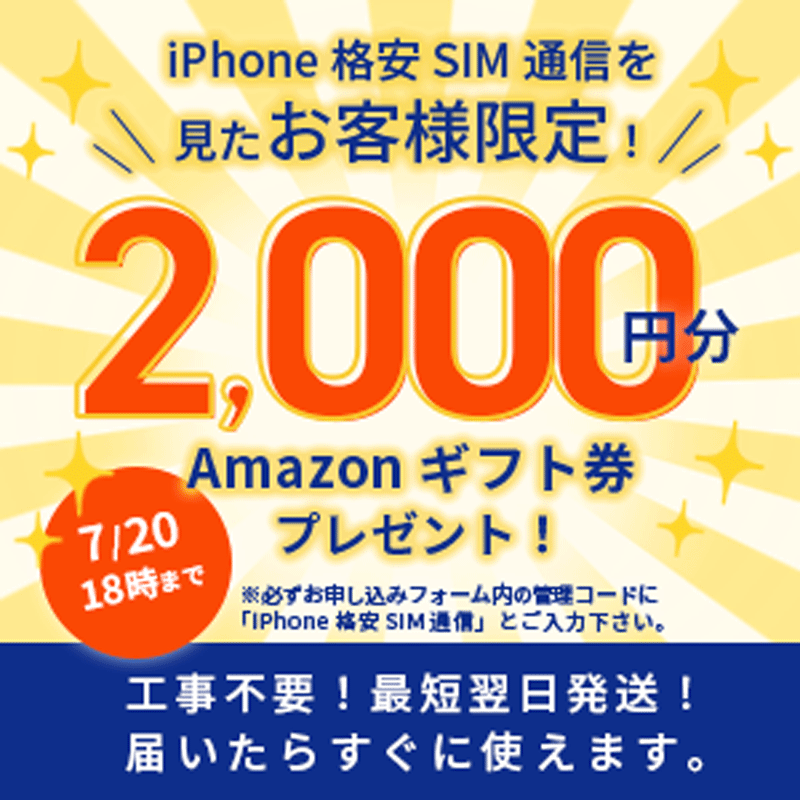 iPhone 格安 SIM 通信を
見たお客様限定！
2,000円分
Amazon ギフト券
プレゼント！
7/20
18時まで
※必ずお申し込みフォーム内の管理コードに
「IPhone 格安 SIM 通信」とご入力下さい。
工事不要！最短翌日発送！
届いたらすぐに使えます。